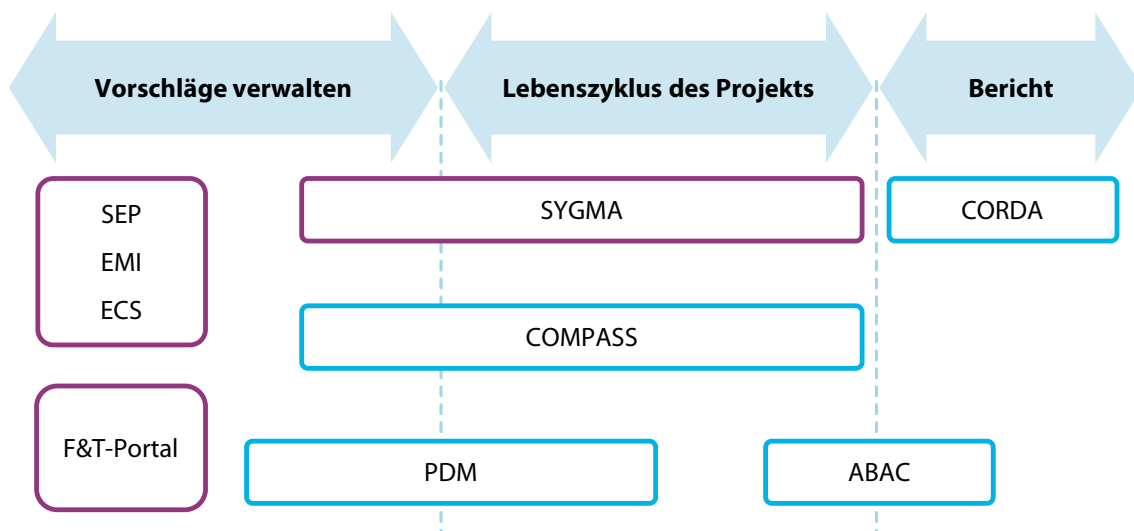 Vorschläge verwalten
Lebenszyklus des Projekts
Bericht
SEP
EMI
ECS
SYGMA
CORDA
COMPASS
F&T-Portal
PDM
ABAC